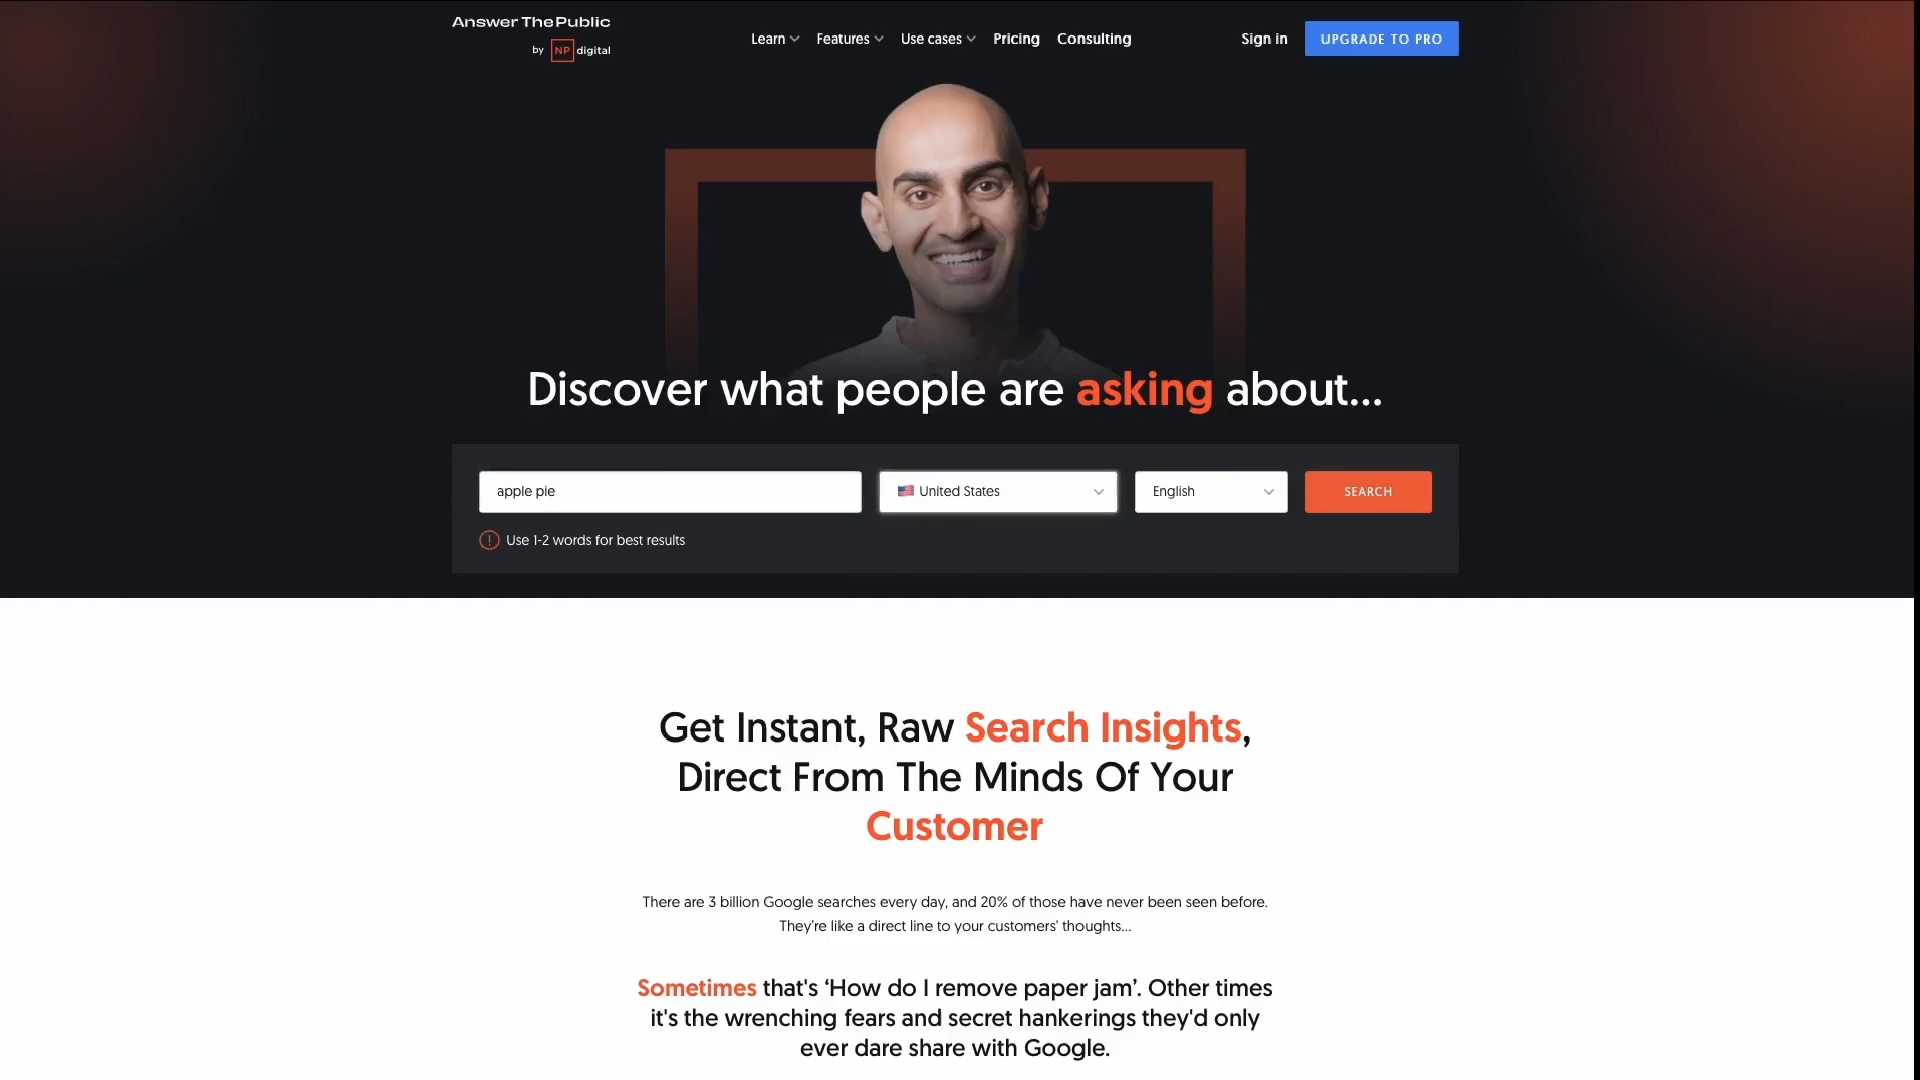 Answer The Public
by NP digital
Learn Features Use cases Pricing Consulting
Sign in
UPGRADE TO PRO
Discover what people are asking about...
apple pie
United States
English
SEARCH
! Use 1-2 words for best results
Get Instant, Raw Search Insights,
Direct From The Minds Of Your
Customer
There are 3 billion Google searches every day, and 20% of those have never been seen before.
They're like a direct line to your customers' thoughts...
Sometimes that's ‘How do I remove paper jam’. Other times
it's the wrenching fears and secret hankerings they'd only
ever dare share with Google.